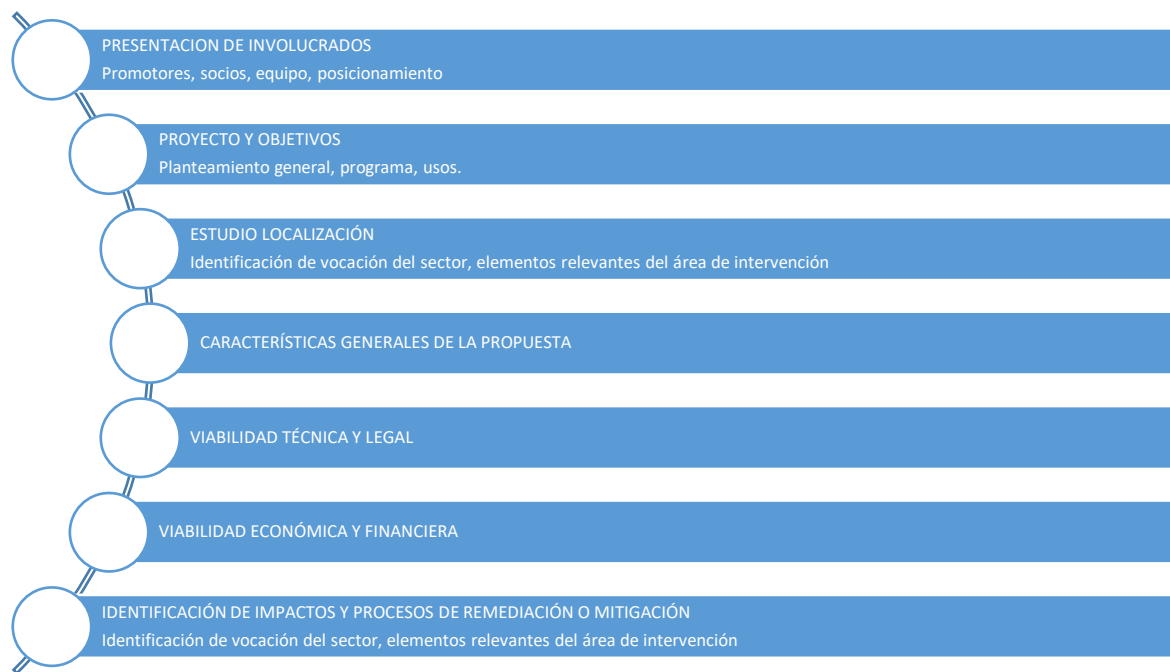 PRESENTACION DE INVOLUCRADOS
Promotores, socios, equipo, posicionamiento
PROYECTO Y OBJETIVOS
Planteamiento general, programa, usos.
ESTUDIO LOCALIZACIÓN
Identificación de vocación del sector, elementos relevantes del área de intervención
CARACTERÍSTICAS GENERALES DE LA PROPUESTA
VIABILIDAD TÉCNICA Y LEGAL
VIABILIDAD ECONÓMICA Y FINANCIERA
IDENTIFICACIÓN DE IMPACTOS Y PROCESOS DE REMEDIACIÓN O MITIGACIÓN
Identificación de vocación del sector, elementos relevantes del área de intervención